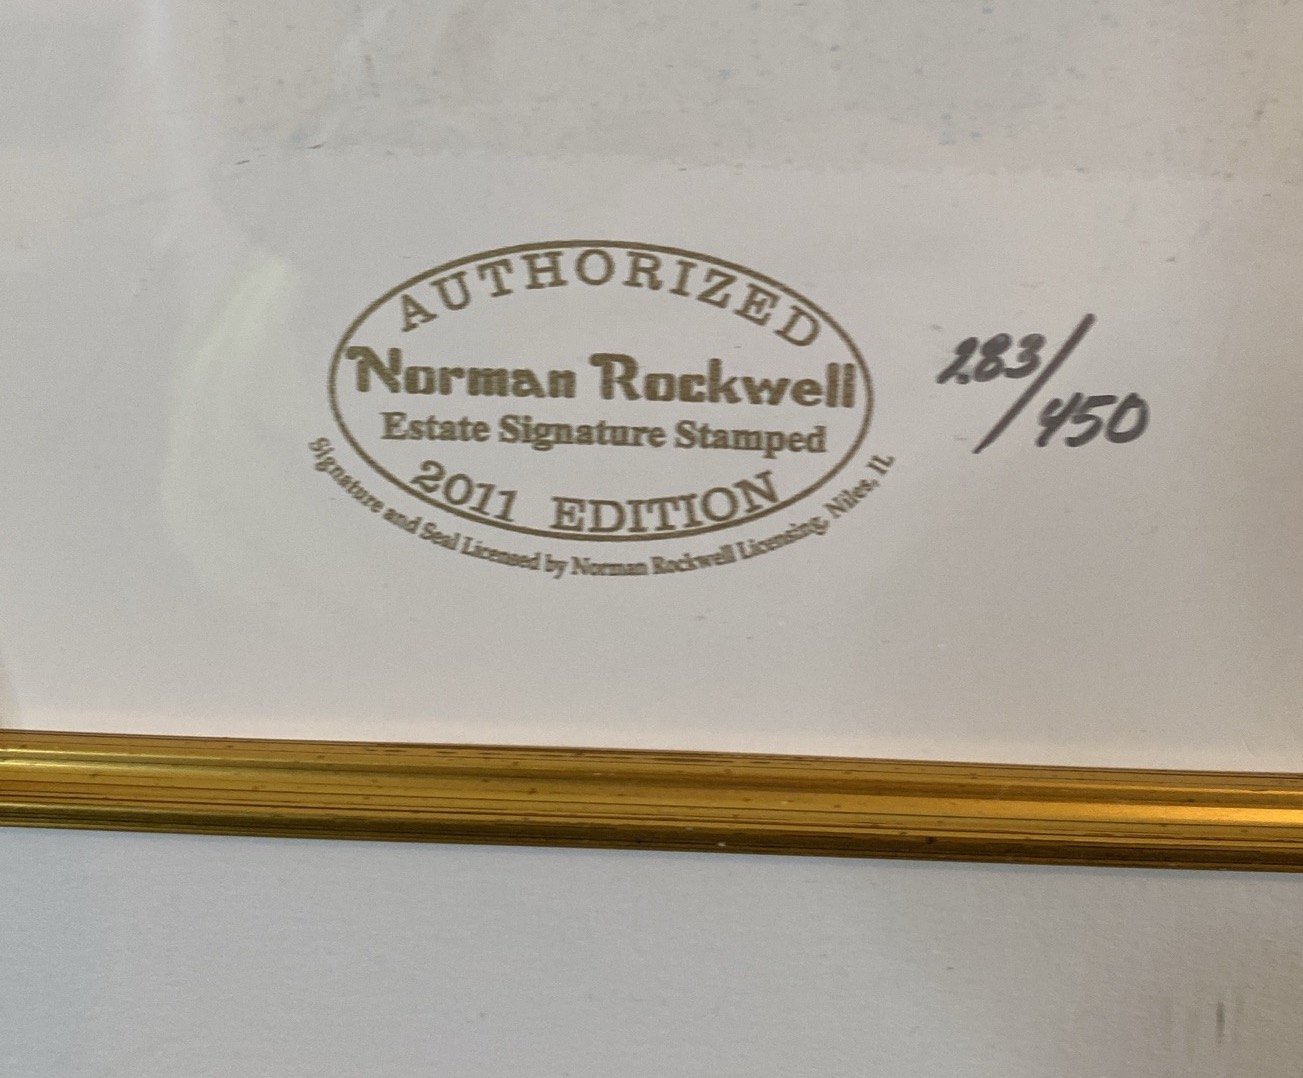 AUTHORIZED
Norman Rockwell
Estate Signature Stamped
2011 EDITION
Signature and Seal Licensed by Norman Rockwell Licensing, Niles, IL
283/450